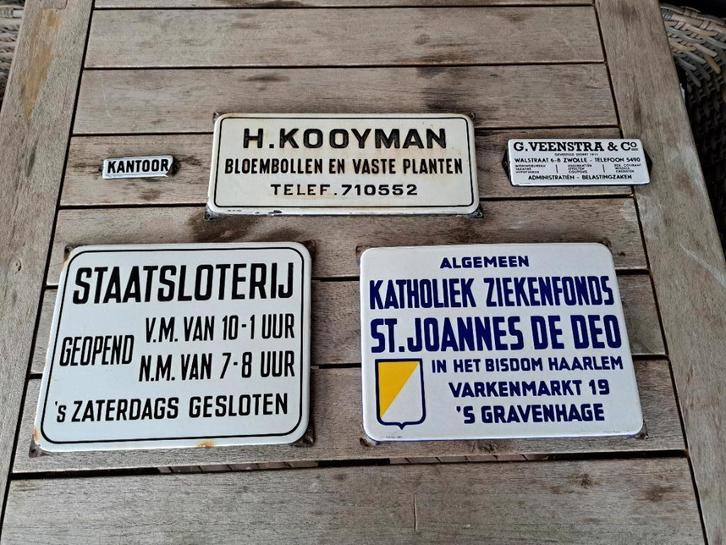 KANTOOR
H. KOOYMAN
BLOEMBOLLEN EN VASTE PLANTEN
TELEF. 710552
G. VEENSTRA & Co
WALSTRAAT 6-8 ZWOLLE - TELEFOON 5490
ADMINISTRATIËN - BELASTINGZAKEN
STAATSLOTERIJ
GEOPEND
V.M. VAN 10-1 UUR
N.M. VAN 7-8 UUR
's ZATERDAGS GESLOTEN
ALGEMEEN
KATHOLIEK ZIEKENFONDS
ST. JOANNES DE DEO
IN HET BISDOM HAARLEM
VARKENMARKT 19
'S GRAVENHAGE